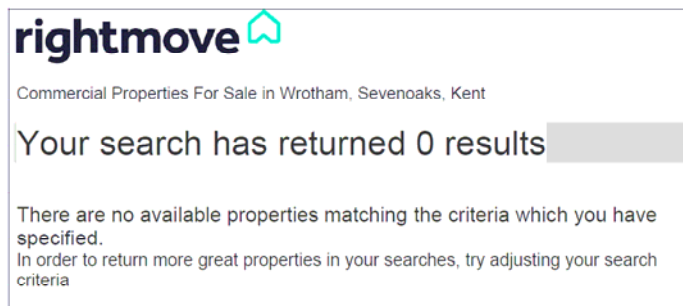 rightmove
Commercial Properties For Sale in Wrotham, Sevenoaks, Kent
Your search has returned 0 results
There are no available properties matching the criteria which you have
specified.
In order to return more great properties in your searches, try adjusting your search
criteria